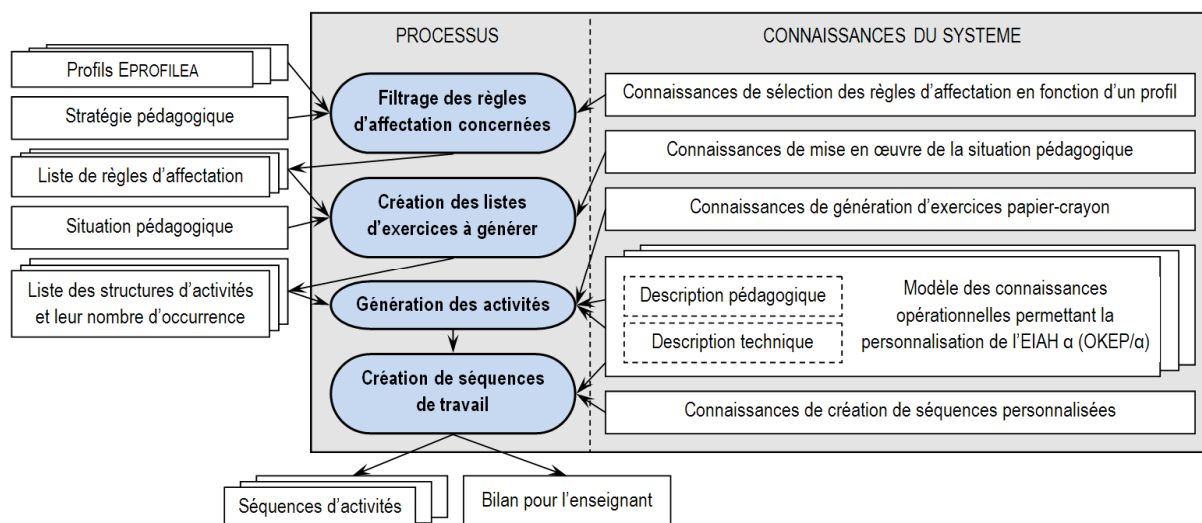 PROCESSUS
CONNAISSANCES DU SYSTEME
Profils EPROFILEA
Stratégie pédagogique
Liste de règles d'affectation
Situation pédagogique
Liste des structures d'activités
et leur nombre d'occurrence
Filtrage des règles
d'affectation concernées
Création des listes
d'exercices à générer
Génération des activités
Création de séquences
de travail
Connaissances de sélection des règles d'affectation en fonction d'un profil
Connaissances de mise en œuvre de la situation pédagogique
Connaissances de génération d'exercices papier-crayon
Description pédagogique
Description technique
Modèle des connaissances
opérationnelles permettant la
personnalisation de l'EIAH α (OKEP/α)
Connaissances de création de séquences personnalisées
Séquences d'activités
Bilan pour l'enseignant